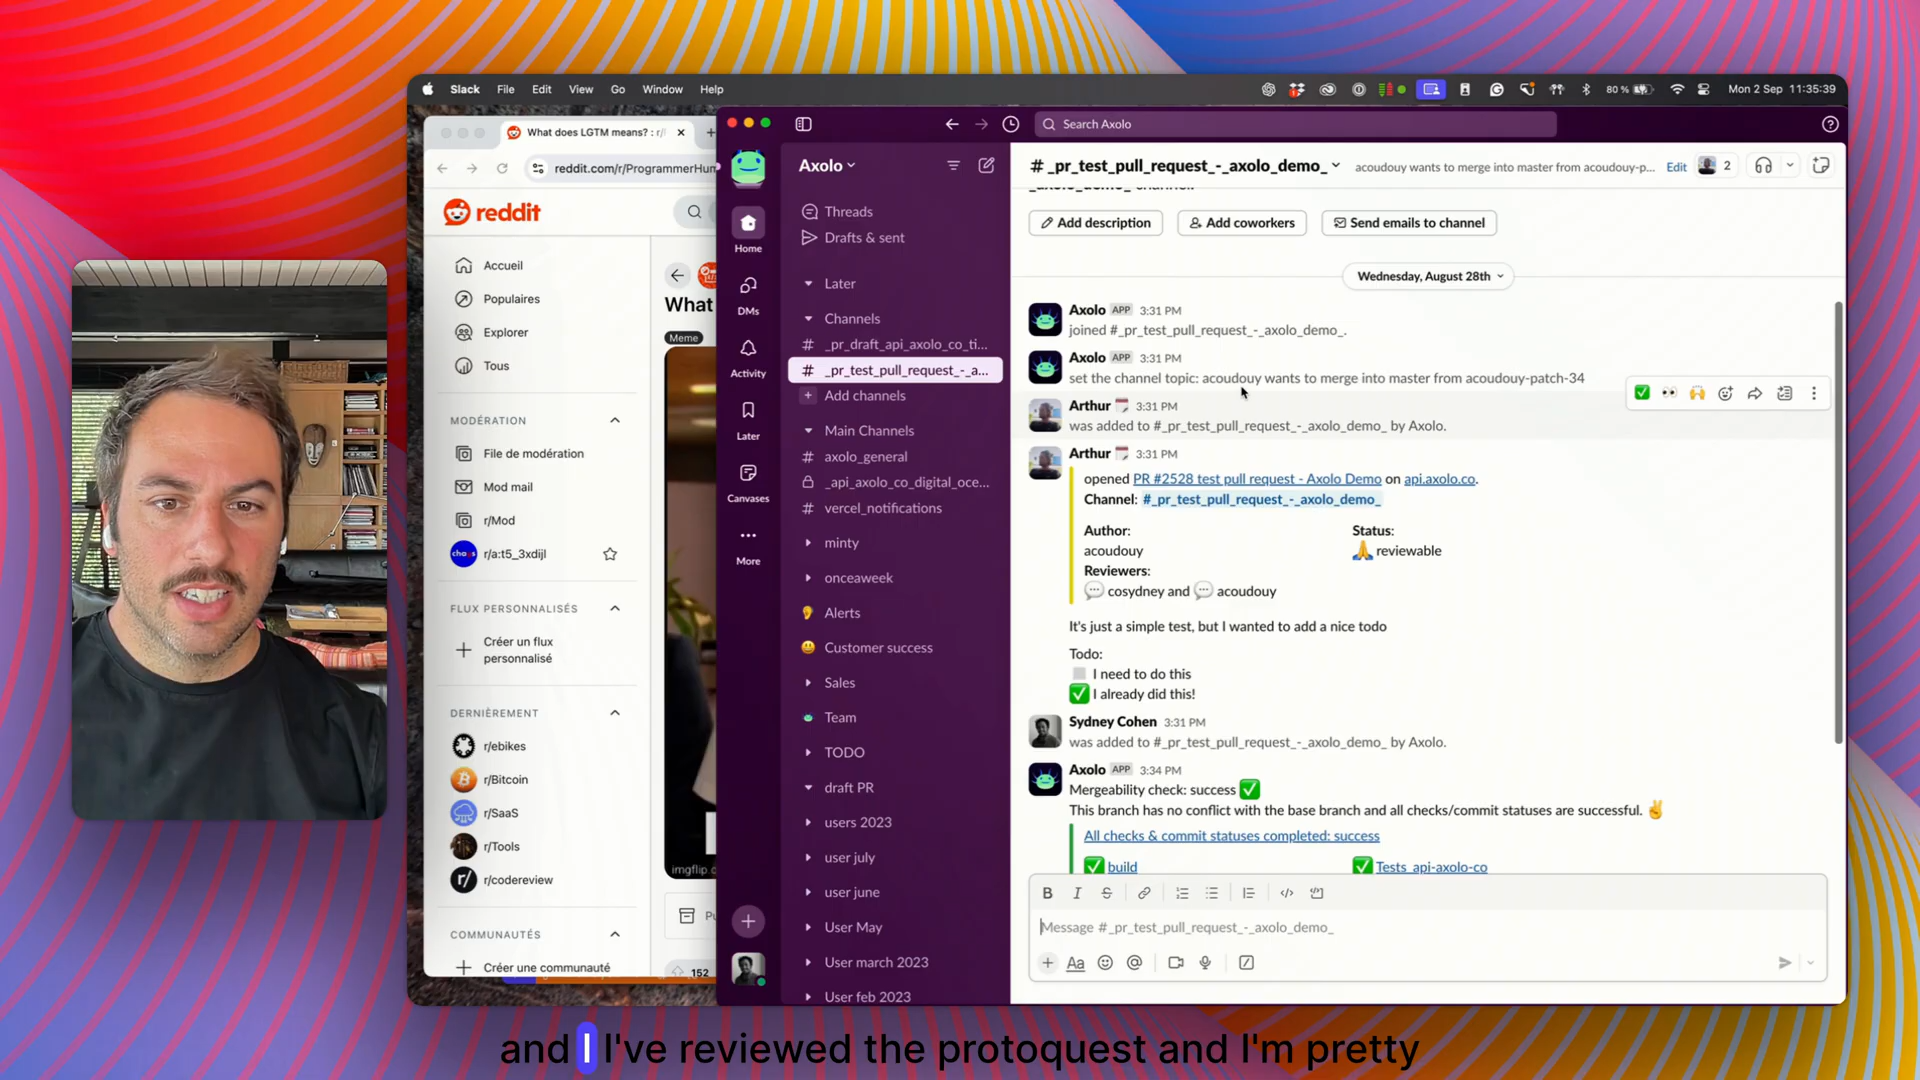 Slack File Edit View Go Window Help
80 % Mon 2 Sep 11:35:39
What does LGTM means? : r/
reddit.com/r/ProgrammerHum
reddit
Accueil
Populaires
Explorer
Tous
MODÉRATION
File de modération
Mod mail
r/Mod
r/a:t5_3xdijl
FLUX PERSONNALISÉS
Créer un flux
personnalisé
DERNIÈREMENT
r/ebikes
r/Bitcoin
r/SaaS
r/Tools
r/codereview
COMMUNAUTÉS
Créer une communauté
What
Meme
imgflip.c
152
Search Axolo
Home
DMs
Activity
Later
Canvases
More
Axolo
Threads
Drafts & sent
Later
Channels
# _pr_draft_api_axolo_co_ti...
# _pr_test_pull_request_-_a...
Add channels
Main Channels
# axolo_general
_api_axolo_co_digital_oce...
# vercel_notifications
minty
onceaweek
Alerts
Customer success
Sales
Team
TODO
draft PR
users 2023
user july
user june
User May
User march 2023
User feb 2023
# _pr_test_pull_request_-_axolo_demo_ acoudouy wants to merge into master from acoudouy-p... Edit 2
_axolo_demo_ channel.
Add description Add coworkers Send emails to channel
Wednesday, August 28th
Axolo APP 3:31 PM
joined #_pr_test_pull_request_-_axolo_demo_.
Axolo APP 3:31 PM
set the channel topic: acoudouy wants to merge into master from acoudouy-patch-34
Arthur 3:31 PM
was added to #_pr_test_pull_request_-_axolo_demo_ by Axolo.
Arthur 3:31 PM
opened PR #2528 test pull request - Axolo Demo on api.axolo.co.
Channel: #_pr_test_pull_request_-_axolo_demo_
Author: Status:
acoudouy reviewable
Reviewers:
cosydney and acoudouy
It's just a simple test, but I wanted to add a nice todo
Todo:
I need to do this
I already did this!
Sydney Cohen 3:31 PM
was added to #_pr_test_pull_request_-_axolo_demo_ by Axolo.
Axolo APP 3:34 PM
Mergeability check: success
This branch has no conflict with the base branch and all checks/commit statuses are successful.
All checks & commit statuses completed: success
build Tests_api-axolo-co
Message #_pr_test_pull_request_-_axolo_demo_
and I I've reviewed the protoquest and I'm pretty